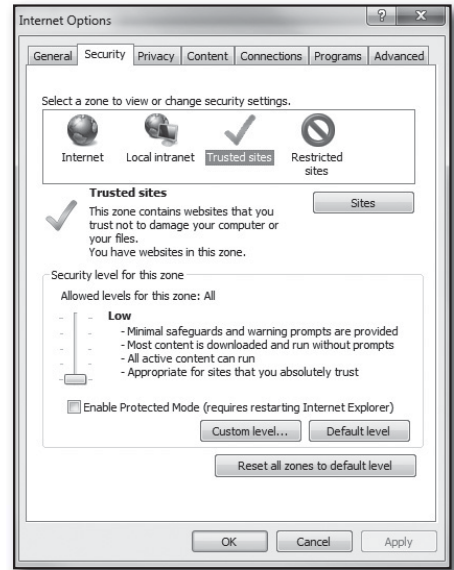 Internet Options
General Security Privacy Content Connections Programs Advanced
Select a zone to view or change security settings.
Internet Local intranet Trusted sites Restricted sites
Trusted sites
Sites
This zone contains websites that you
trust not to damage your computer or
your files.
You have websites in this zone.
Security level for this zone
Allowed levels for this zone: All
Low
- Minimal safeguards and warning prompts are provided
- Most content is downloaded and run without prompts
- All active content can run
- Appropriate for sites that you absolutely trust
Enable Protected Mode (requires restarting Internet Explorer)
Custom level... Default level
Reset all zones to default level
OK Cancel Apply